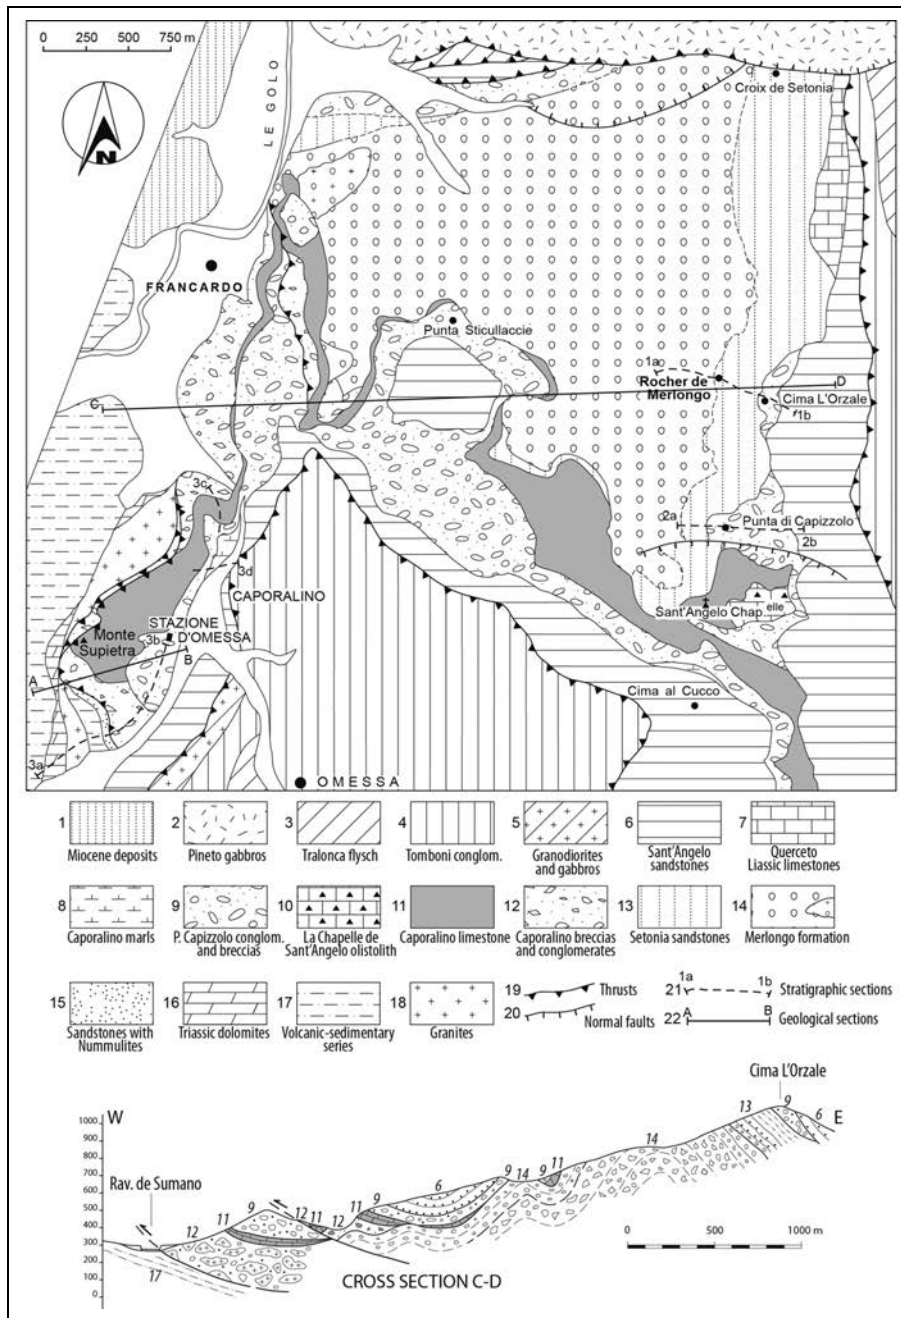 0 250 500 750 m
LE GOLO
N
Croix de Setonia
FRANCARDO
Punta Sticullaccie
1a
Rocher de
Merlongo
D
C
Cima L'Orzale
1b
3c
2a
Punta di Capizzolo
2b
3d
CAPORALINO
Sant'Angelo Chap.elle
STAZIONE
D'OMESSA
Monte
Supietra
3b
B
A
Cima al Cucco
3a
OMESSA
1 2 3 4 5 6 7
Miocene deposits
Pineto gabbros
Tralonca flysch
Tomboni conglom.
Granodiorites
and gabbros
Sant'Angelo
sandstones
Querceto
Liassic limestones
8 9 10 11 12 13 14
Caporalino marls
P. Capizzolo conglom.
and breccias
La Chapelle de
Sant'Angelo olistolith
Caporalino limestone
Caporalino breccias
and conglomerates
Setonia sandstones
Merlongo formation
15 16 17 18
Sandstones with
Nummulites
Triassic dolomites
Volcanic-sedimentary
series
Granites
19 Thrusts
20 Normal faults
21 1a 1b Stratigraphic sections
22 A B Geological sections
Cima L'Orzale
W
E
1000
900
800
700
600
500
400
300
200
100
0
Rav. de Sumano
17 12 11 9 12 11 12 11 9 6 9 14 9 11 14 13 9 6
0 500 1000 m
CROSS SECTION C-D